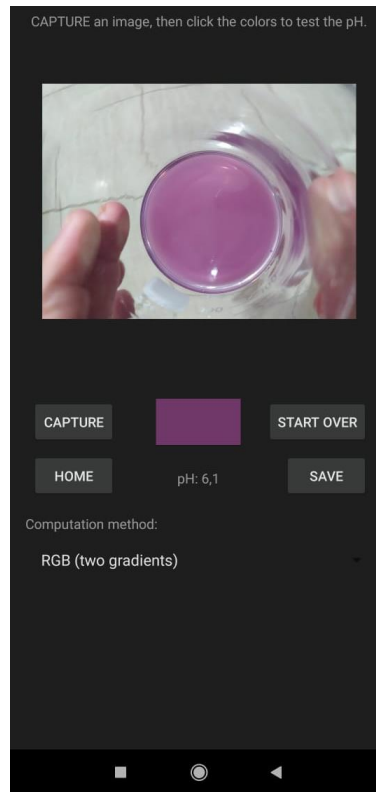 CAPTURE an image, then click the colors to test the pH.
CAPTURE
START OVER
HOME
pH: 6,1
SAVE
Computation method:
RGB (two gradients)